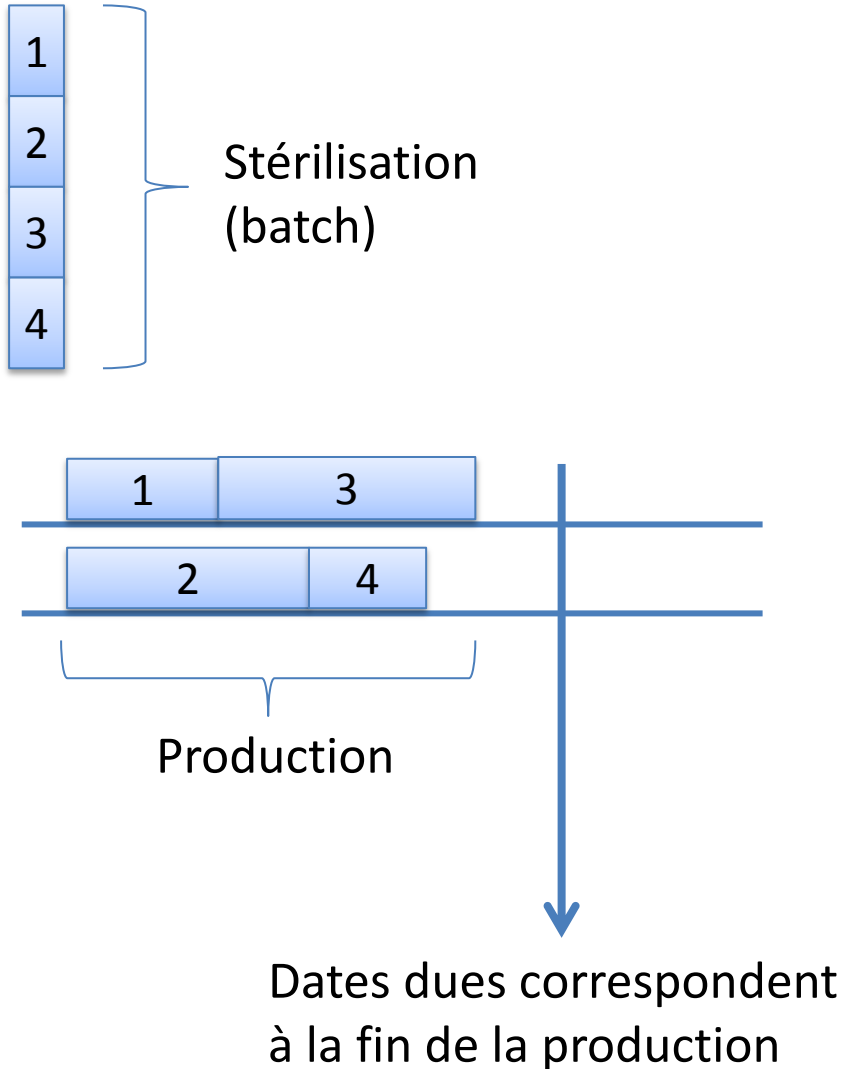 1
2
3
4
Stérilisation
(batch)
1 3
2 4
Production
Dates dues correspondent
à la fin de la production